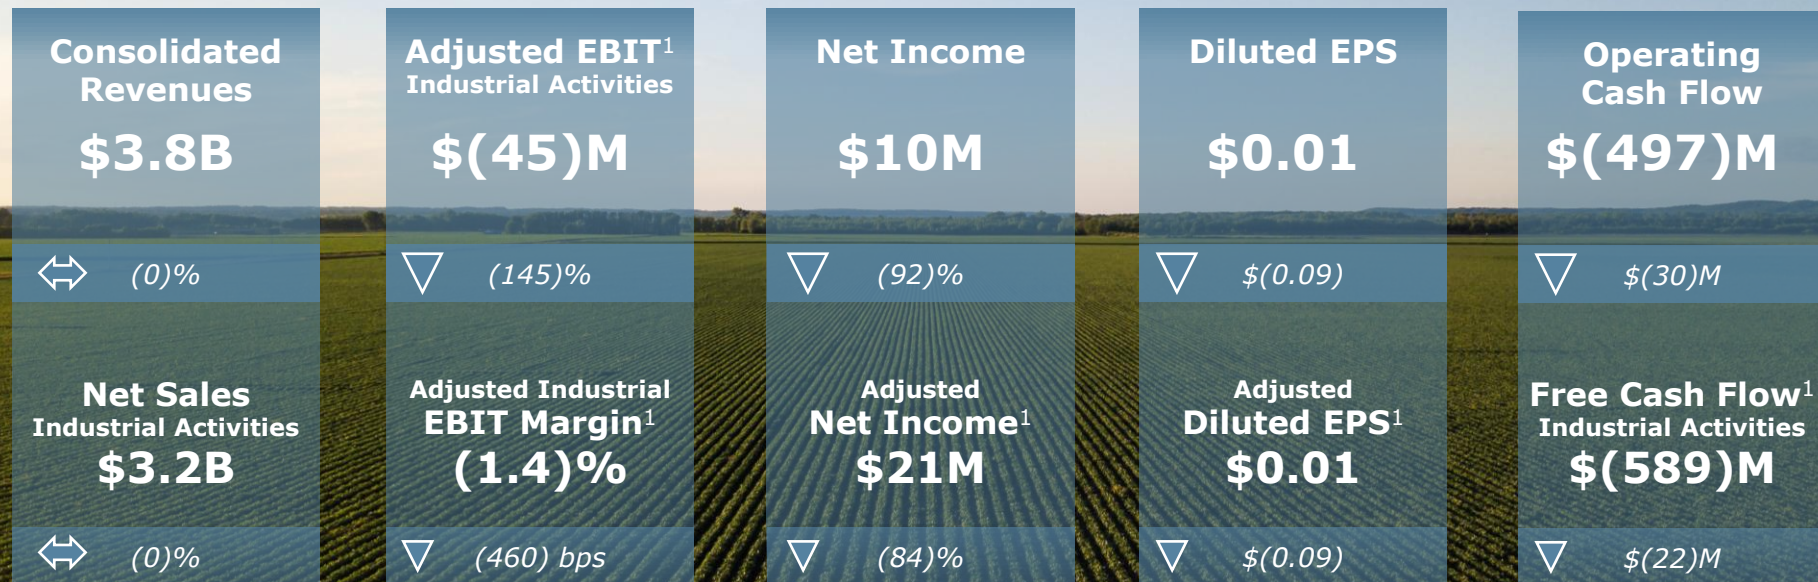 Consolidated
Revenues
$3.8B
(0)%
Net Sales
Industrial Activities
$3.2B
(0)%
Adjusted EBIT1
Industrial Activities
$(45)M
(145)%
Adjusted Industrial
EBIT Margin1
(1.4)%
(460) bps
Net Income
$10M
(92)%
Adjusted
Net Income1
$21M
(84)%
Diluted EPS
$0.01
$(0.09)
Adjusted
Diluted EPS1
$0.01
$(0.09)
Operating
Cash Flow
$(497)M
$(30)M
Free Cash Flow1
Industrial Activities
$(589)M
$(22)M